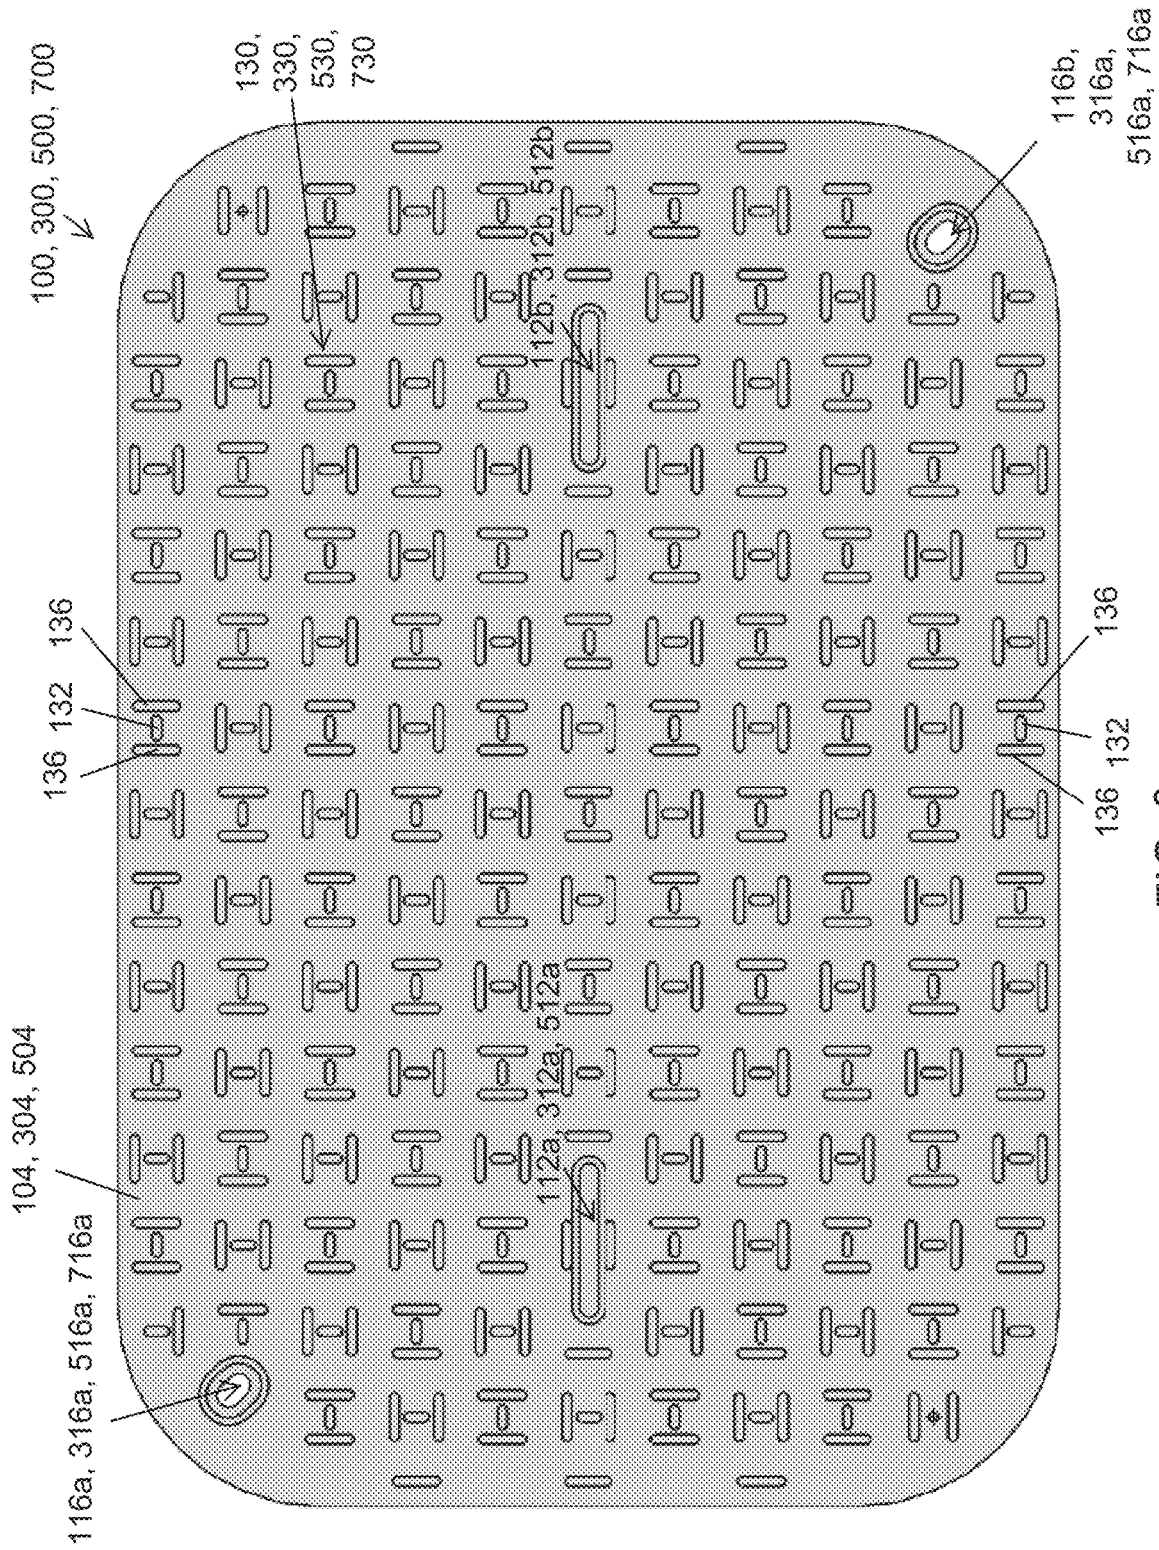 100, 300, 500, 700
130,
330,
530,
730
116b,
316a,
516a, 716a
112b, 312b, 512b
136
132
136
136
132
136
104, 304, 504
112a, 312a, 512a
116a, 316a, 516a, 716a